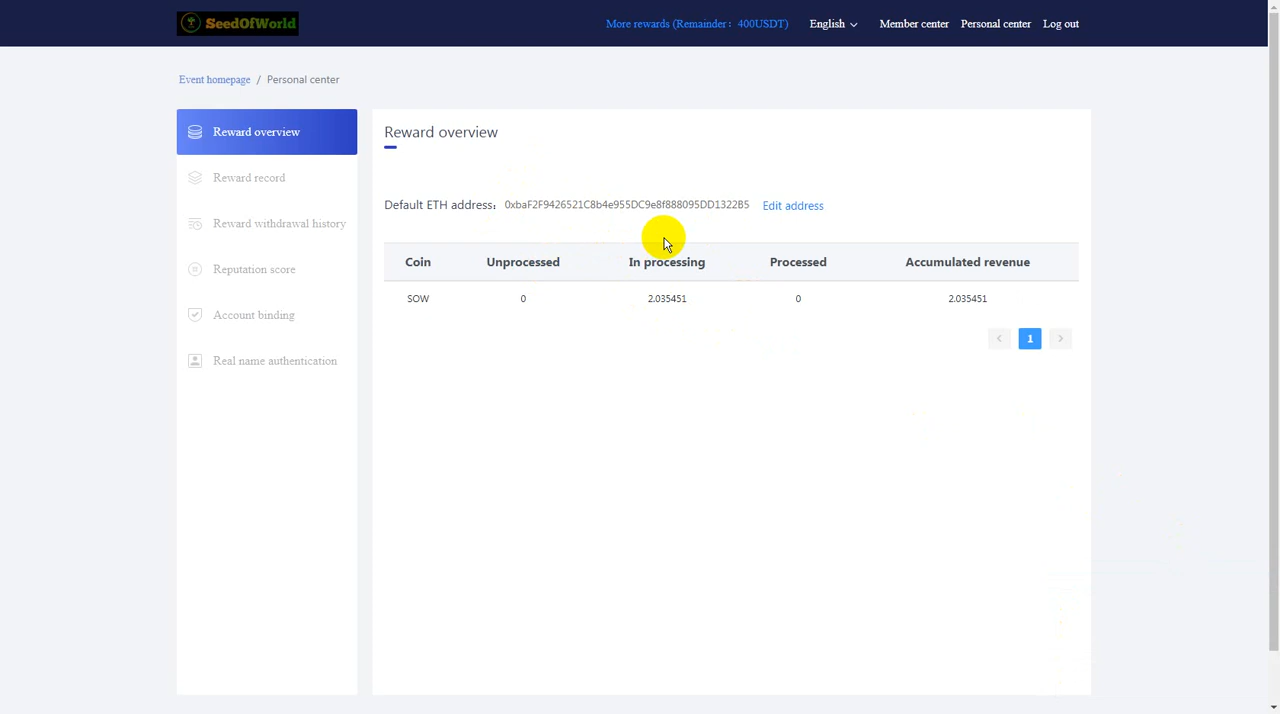 SeedOfWorld
More rewards (Remainder： 400USDT)
English
Member center
Personal center
Log out
Event homepage / Personal center
Reward overview
Reward record
Reward withdrawal history
Reputation score
Account binding
Real name authentication
Reward overview
Default ETH address： 0xbaF2F9426521C8b4e955DC9e8f888095DD1322B5 Edit address
Coin Unprocessed In processing Processed Accumulated revenue
SOW 0 2.035451 0 2.035451
1